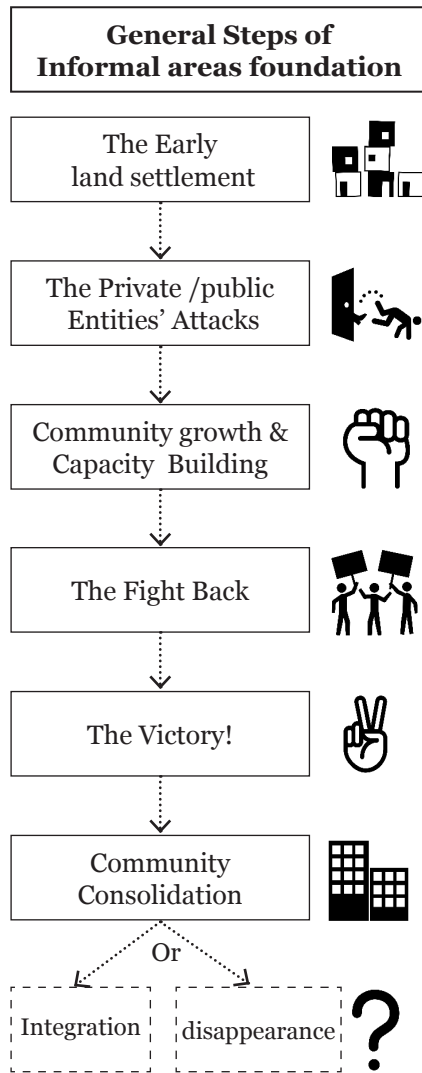 General Steps of
Informal areas foundation
The Early
land settlement
The Private /public
Entities’ Attacks
Community growth &
Capacity Building
The Fight Back
The Victory!
Community
Consolidation
Or
Integration
disappearance
?